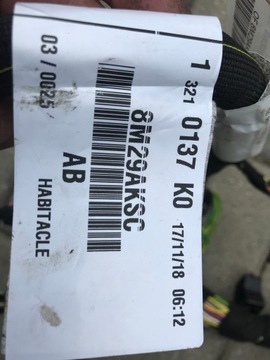 1 321 0137 K0 17/11/18 06:12
8M29AKSC
03 / 0025 AB HABITACLE